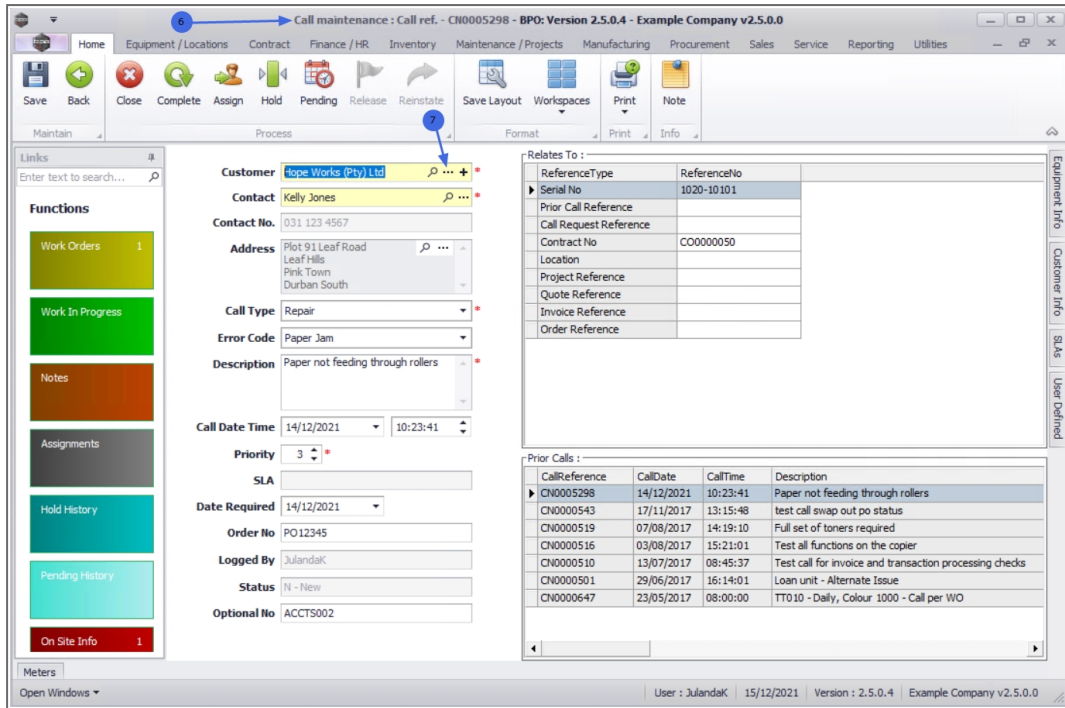 6
Call maintenance : Call ref. - CN0005298 - BPO: Version 2.5.0.4 - Example Company v2.5.0.0
Home Equipment / Locations Contract Finance / HR Inventory Maintenance / Projects Manufacturing Procurement Sales Service Reporting Utilities
Save Back Close Complete Assign Hold Pending Release Reinstate Save Layout Workspaces Print Note
7
Maintain Process Format Print Info
Links
Enter text to search...
Functions
Work Orders 1
Work In Progress
Notes
Assignments
Hold History
Pending History
On Site Info 1
Customer Hope Works (Pty) Ltd *
Contact Kelly Jones *
Contact No. 031 123 4567
Address Plot 91 Leaf Road
Leaf Hills
Pink Town
Durban South
Call Type Repair *
Error Code Paper Jam
Description Paper not feeding through rollers *
Call Date Time 14/12/2021 10:23:41
Priority 3 *
SLA
Date Required 14/12/2021
Order No PO12345
Logged By JulandaK
Status N - New
Optional No ACCTS002
Relates To :
ReferenceType ReferenceNo
Serial No 1020-10101
Prior Call Reference
Call Request Reference
Contract No CO0000050
Location
Project Reference
Quote Reference
Invoice Reference
Order Reference
Prior Calls :
CallReference CallDate CallTime Description
CN0005298 14/12/2021 10:23:41 Paper not feeding through rollers
CN0000543 17/11/2017 13:15:48 test call swap out po status
CN0000519 07/08/2017 14:19:10 Full set of toners required
CN0000516 03/08/2017 15:21:01 Test all functions on the copier
CN0000510 13/07/2017 08:45:37 Test call for invoice and transaction processing checks
CN0000501 29/06/2017 16:14:01 Loan unit - Alternate Issue
CN0000647 23/05/2017 08:00:00 TT010 - Daily, Colour 1000 - Call per WO
Equipment Info
Customer Info
SLAs
User Defined
Meters
Open Windows User : JulandaK 15/12/2021 Version : 2.5.0.4 Example Company v2.5.0.0